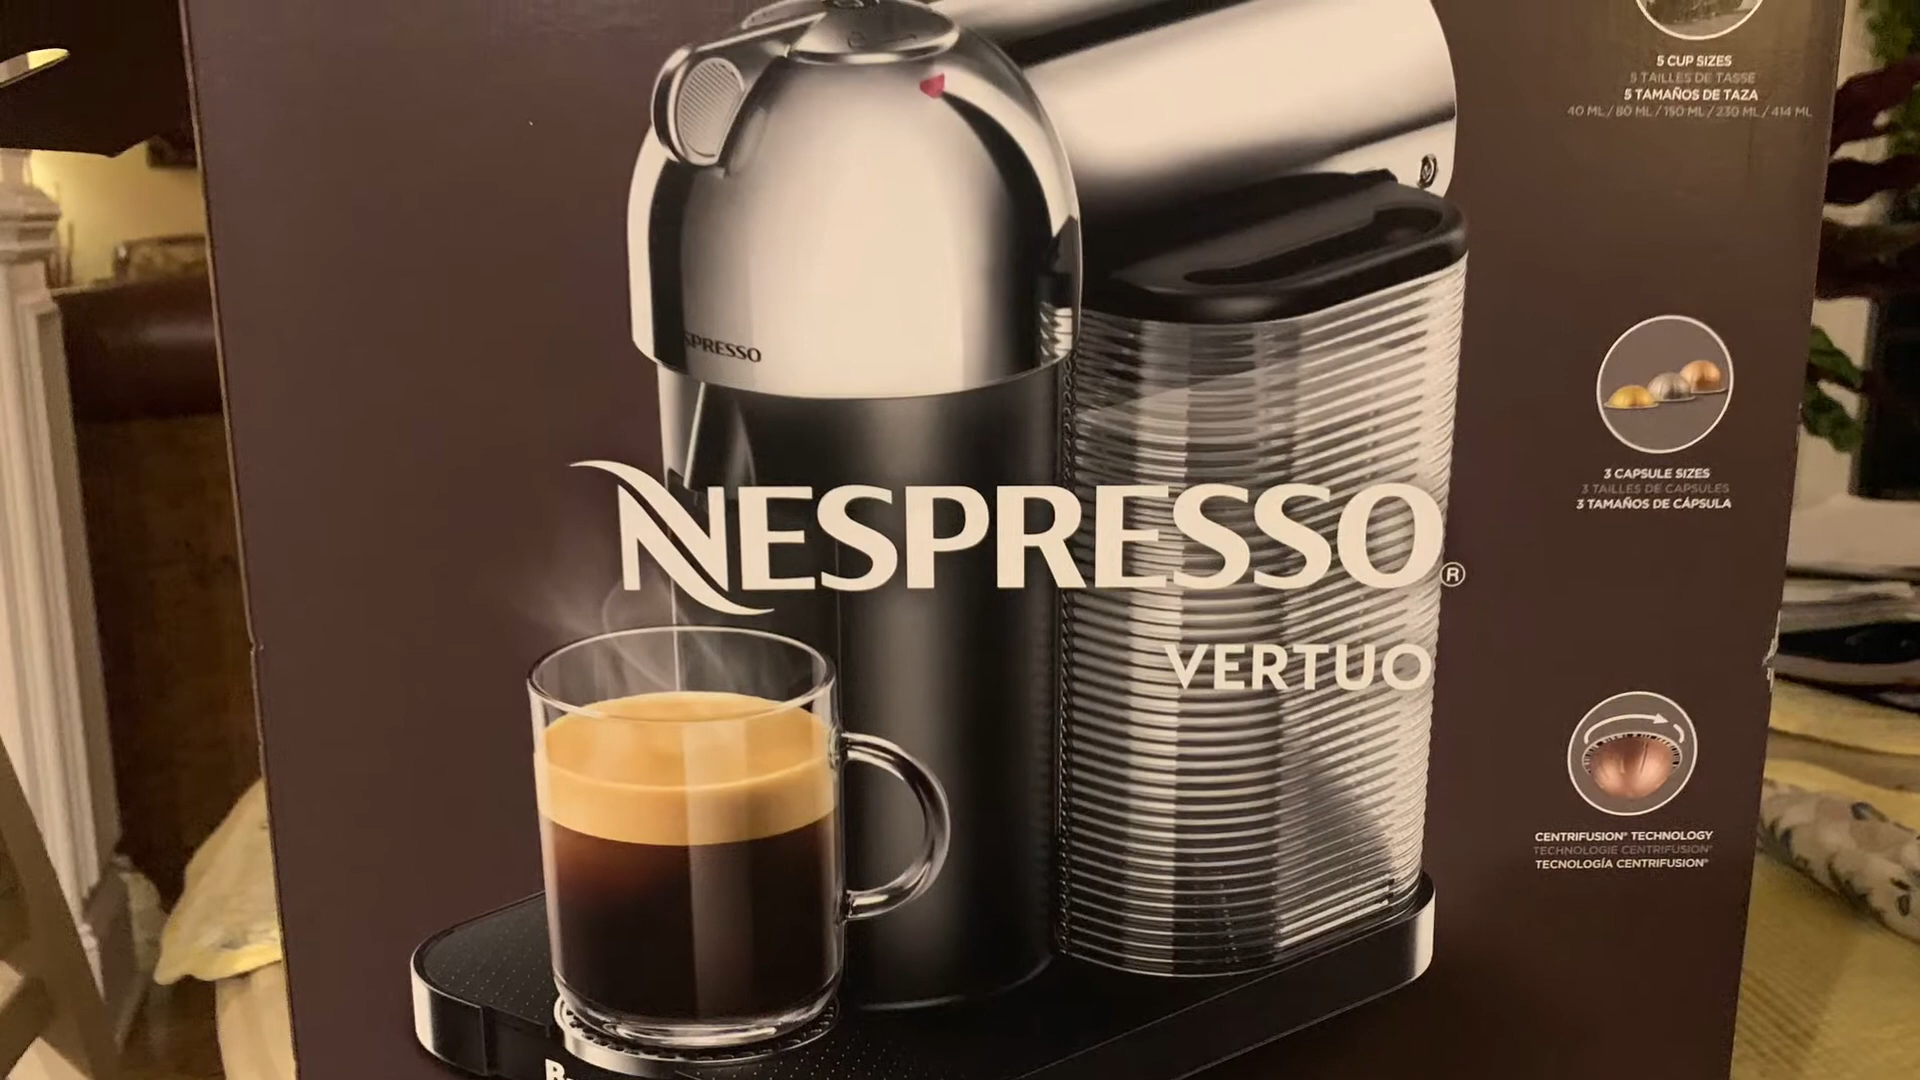 5 CUP SIZES
5 TAILLES DE TASSE
5 TAMAÑOS DE TAZA
40 ML / 80 ML / 150 ML / 230 ML / 414 ML
SPRESSO
3 CAPSULE SIZES
3 TAILLES DE CAPSULES
3 TAMAÑOS DE CÁPSULA
NESPRESSO®
VERTUO
CENTRIFUSION® TECHNOLOGY
TECHNOLOGIE CENTRIFUSION®
TECNOLOGÍA CENTRIFUSION®